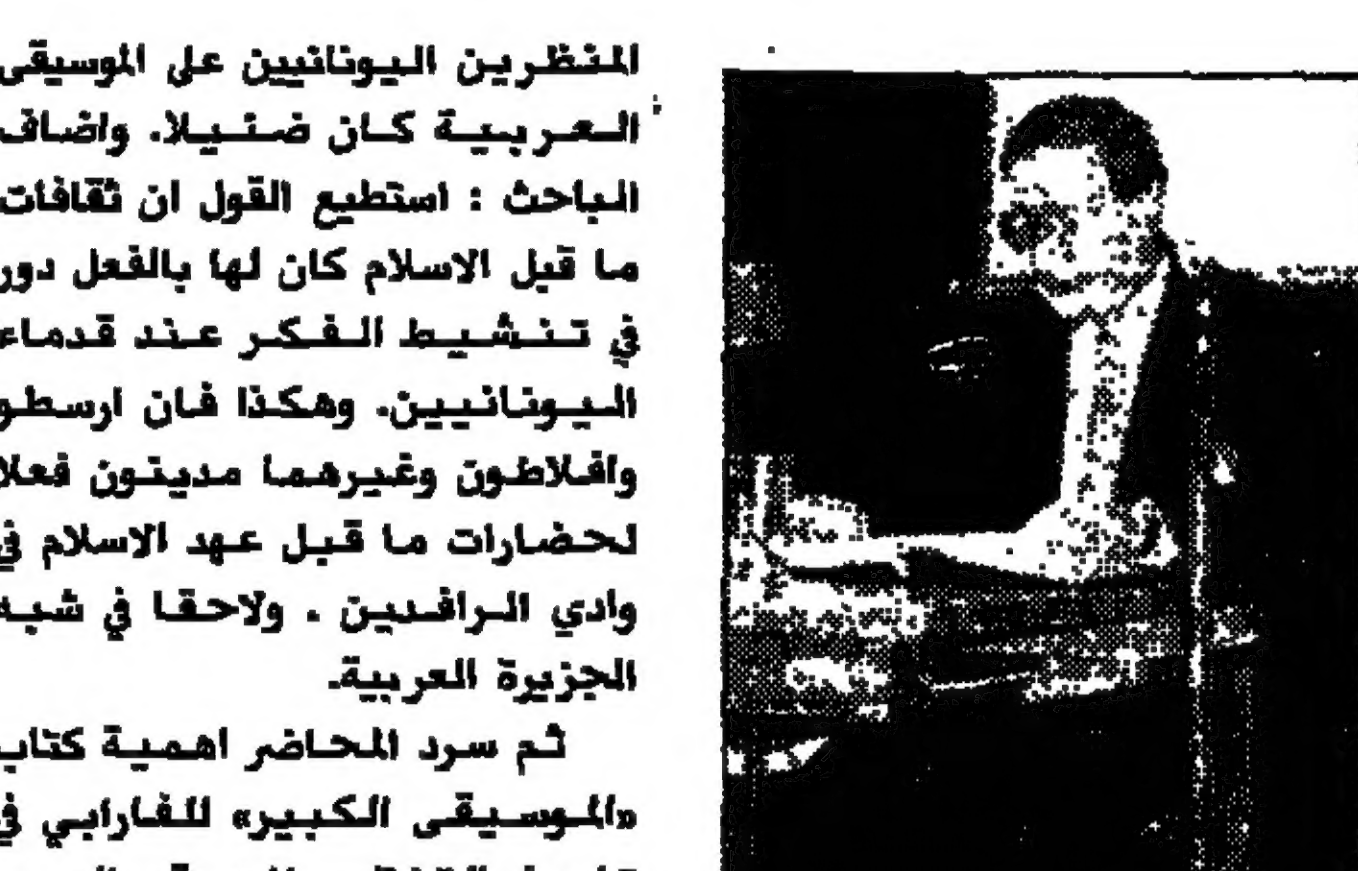 المنظرين اليونانيين على الموسيقى
العربية كان ضئيلا. واضاف
الباحث : استطيع القول ان ثقافات
ما قبل الاسلام كان لها بالفعل دور
في تنشيط الفكر عند قدماء
اليونانيين. وهكذا فان ارسطو
وافلاطون وغيرهما مدينون فعلا
لحضارات ما قبل عهد الاسلام في
وادي الرافدين . ولاحقا في شبه
الجزيرة العربية.
ثم سرد المحاضر اهمية كتاب
«الموسيقى الكبير» للفارابي في